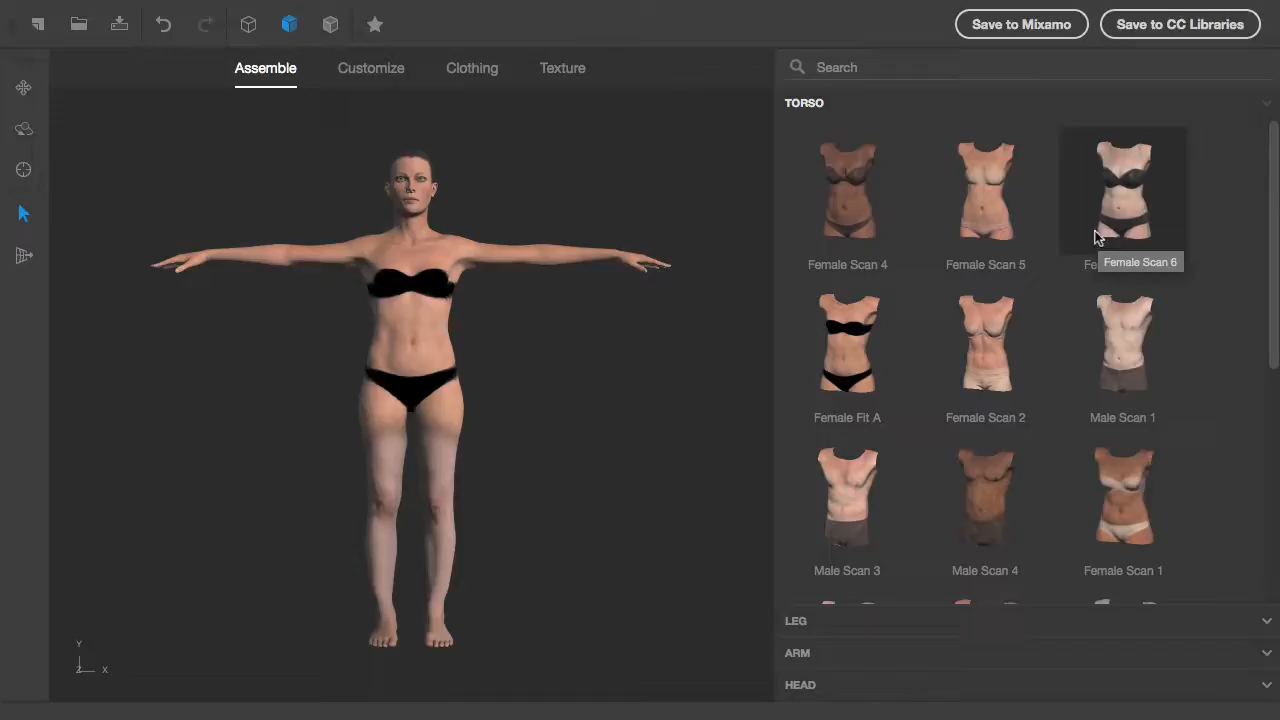 Save to Mixamo
Save to CC Libraries
Assemble
Customize
Clothing
Texture
Search
TORSO
Female Scan 4
Female Scan 5
Fe
Female Scan 6
Female Fit A
Female Scan 2
Male Scan 1
Male Scan 3
Male Scan 4
Female Scan 1
LEG
ARM
HEAD
Y
Z
X